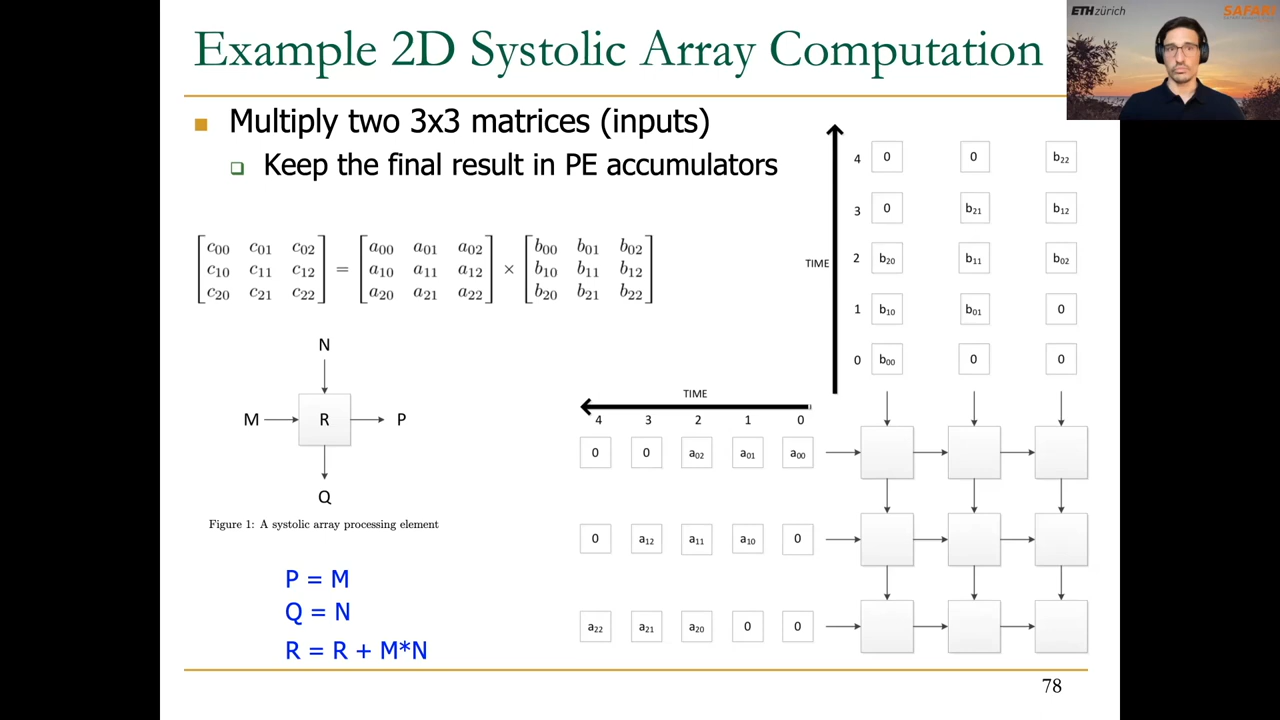 ETHzürich
SAFARI
Example 2D Systolic Array Computation
Multiply two 3x3 matrices (inputs)
Keep the final result in PE accumulators
c00 c01 c02
c10 c11 c12
c20 c21 c22
=
a00 a01 a02
a10 a11 a12
a20 a21 a22
×
b00 b01 b02
b10 b11 b12
b20 b21 b22
N
M R P
Q
Figure 1: A systolic array processing element
P = M
Q = N
R = R + M*N
TIME
4 0 0 b22
3 0 b21 b12
2 b20 b11 b02
1 b10 b01 0
0 b00 0 0
TIME
4 3 2 1 0
0 0 a02 a01 a00
0 a12 a11 a10 0
a22 a21 a20 0 0
78